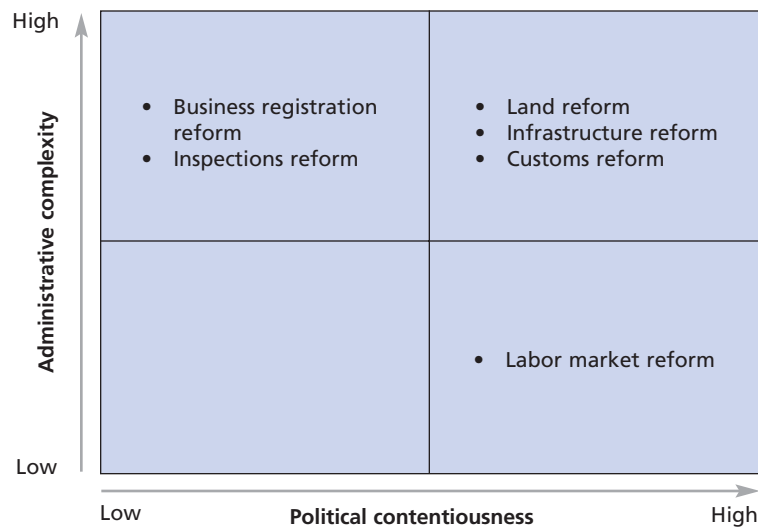 High
Administrative complexity
• Business registration
reform
• Inspections reform
• Land reform
• Infrastructure reform
• Customs reform
• Labor market reform
Low
Low
Political contentiousness
High